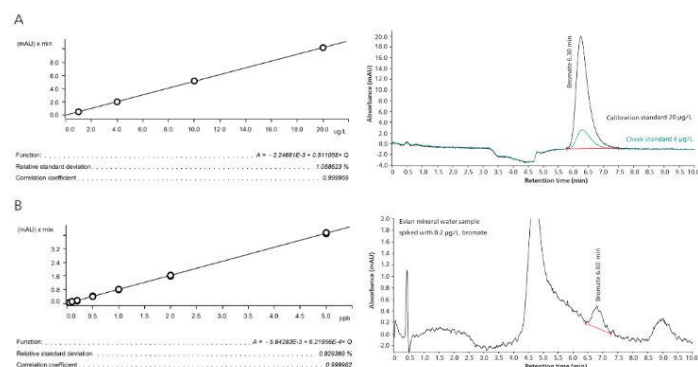 A
(mAU) x min
8.0
6.0
4.0
2.0
0.0
0.0 2.0 4.0 6.0 8.0 10.0 12.0 14.0 16.0 18.0 20.0
ug/L
Function:
Relative standard deviation
Correlation coefficient
Absorbance (mAU)
20.0
18.0
16.0
14.0
12.0
10.0
8.0
6.0
4.0
2.0
0.0
-2.0
-4.0
Bromate 6.30 min
Calibration standard 20 µg/L
Check standard 4 µg/L
0 0.5 1.0 1.5 2.0 2.5 3.0 3.5 4.0 4.5 5.0 5.5 6.0 6.5 7.0 7.5 8.0 8.5 9.0 9.5 10.0
Retention time (min)
B
(mAU) x min
3.2
2.4
1.6
0.8
0.0
0.0 0.5 1.0 1.5 2.0 2.5 3.0 3.5 4.0 4.5 5.0
ppb
Function:
Relative standard deviation
Correlation coefficient
Absorbance (mAU)
2.0
1.8
1.6
1.4
1.2
1.0
0.8
0.6
0.4
0.2
0.0
-0.2
Evian mineral water sample
spiked with 0.2 µg/L bromate
Bromate 6.80 min
0 0.5 1.0 1.5 2.0 2.5 3.0 3.5 4.0 4.5 5.0 5.5 6.0 6.5 7.0 7.5 8.0 8.5 9.0 9.5 10.0
Retention time (min)